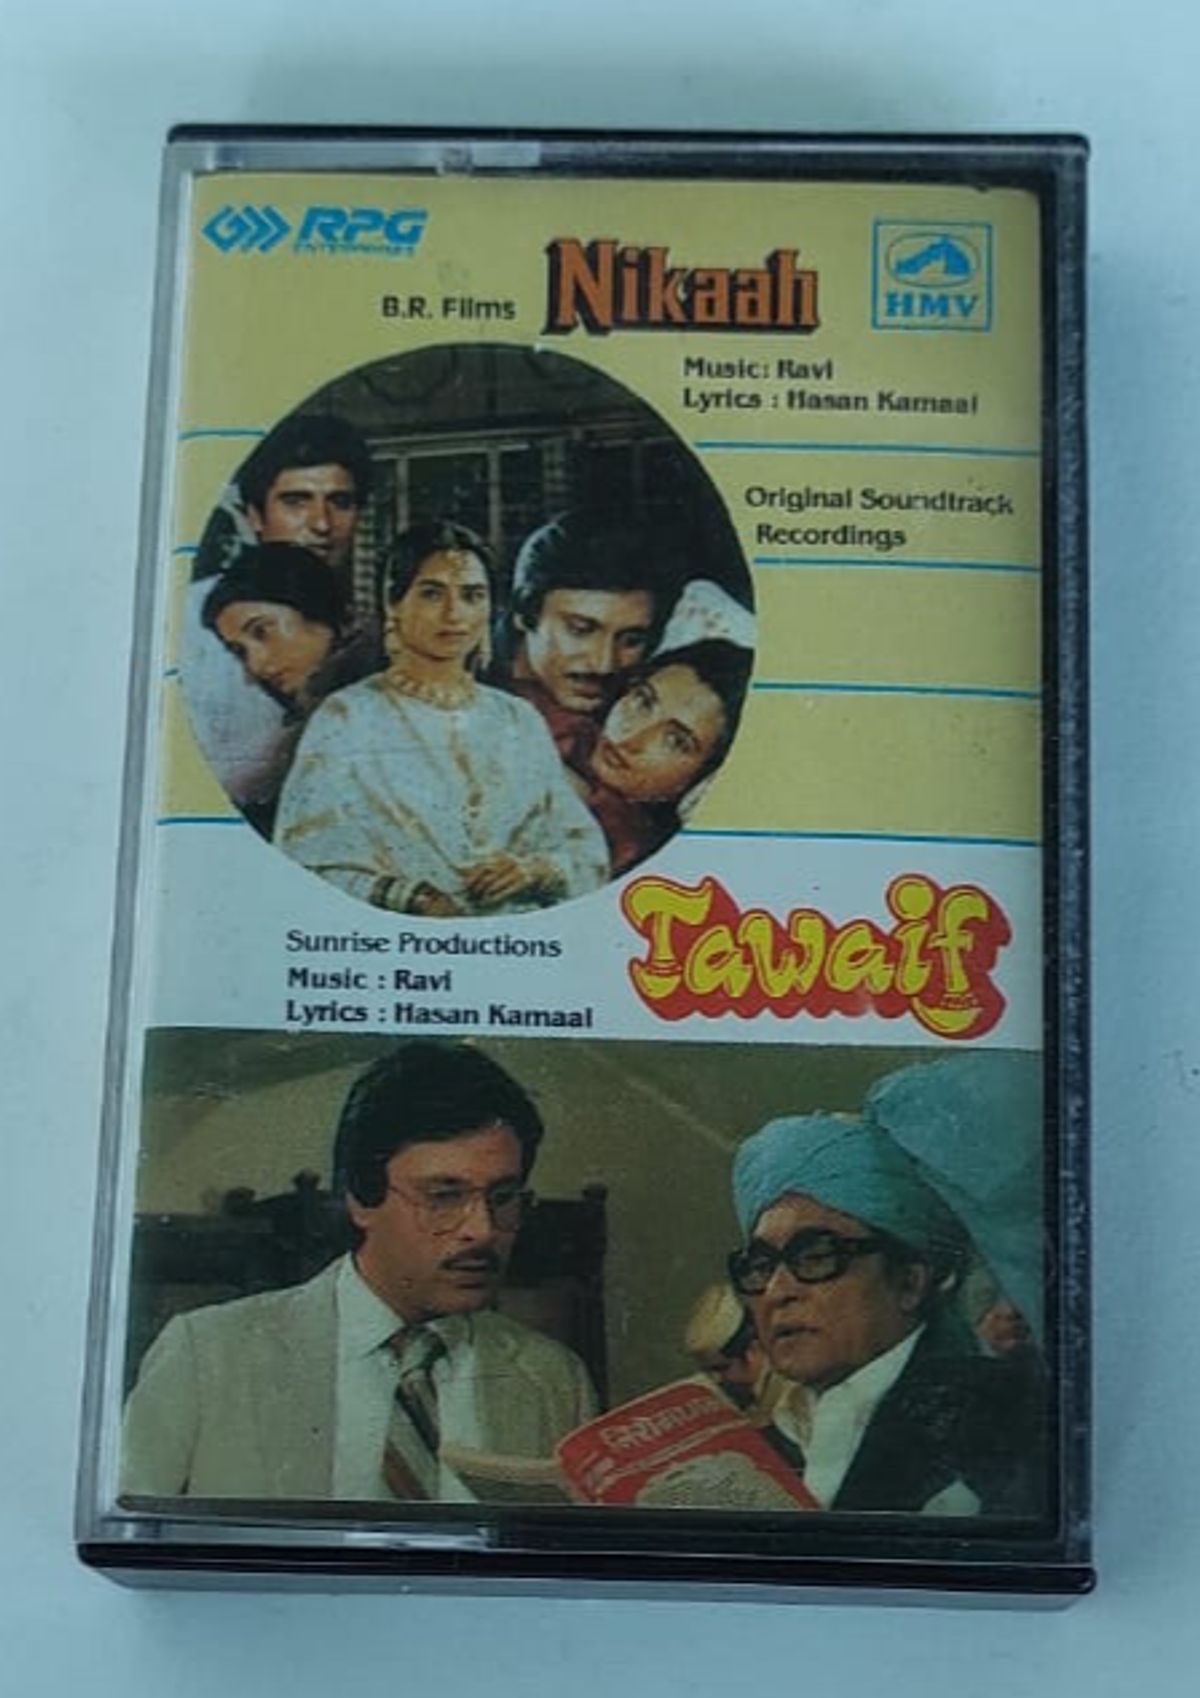 RPG
ENTERPRISES
B.R. Films
Nikaah
HMV
Music: Ravi
Lyrics : Hasan Kamaal
Original Soundtrack
Recordings
Tawaif
Sunrise Productions
Music : Ravi
Lyrics : Hasan Kamaal